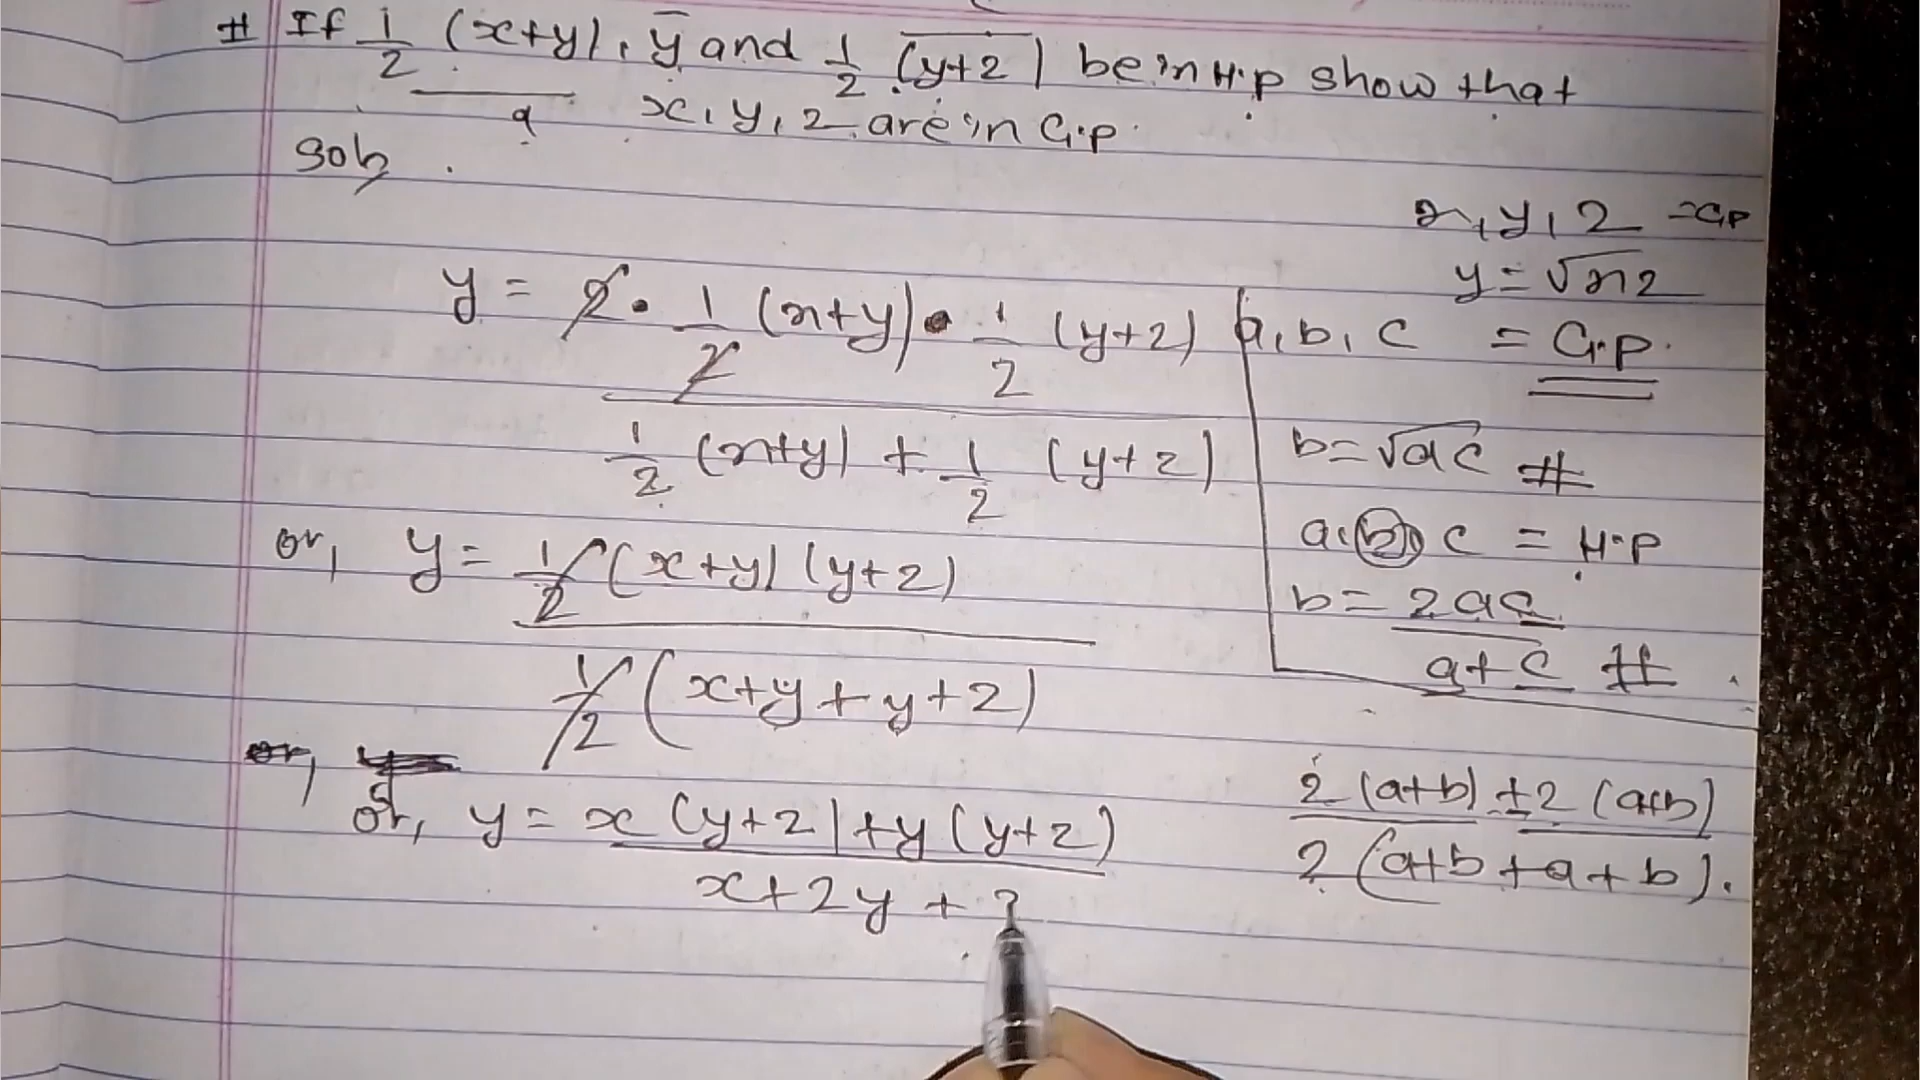 # If 1/2 (x+y), y and 1/2 (y+z) be in H.P show that
x, y, z are in G.P.
Soln
x, y, z = G.P
y = √xz
y = 2 · 1/2 (x+y) · 1/2 (y+z)
1/2 (x+y) + 1/2 (y+z)
a, b, c = G.P.
b = √ac #
a, b, c = H.P
b = 2ac
a+c #
or, y = 1/2 (x+y) (y+z)
1/2 (x+y+y+z)
or, y = x (y+z) + y (y+z)
x + 2y + z
2 (a+b) + 2 (a+b)
2 (a+b+a+b).